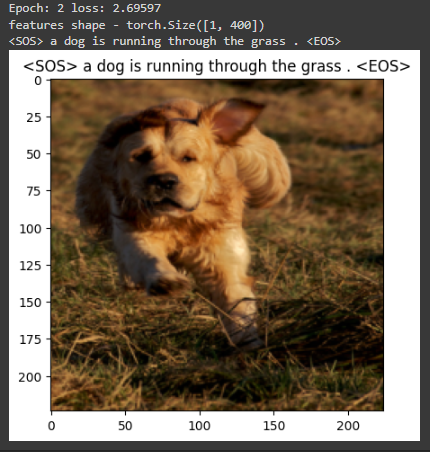 Epoch: 2 loss: 2.69597
features shape - torch.Size([1, 400])
<SOS> a dog is running through the grass . <EOS>
<SOS> a dog is running through the grass . <EOS>
0
25
50
75
100
125
150
175
200
0 50 100 150 200